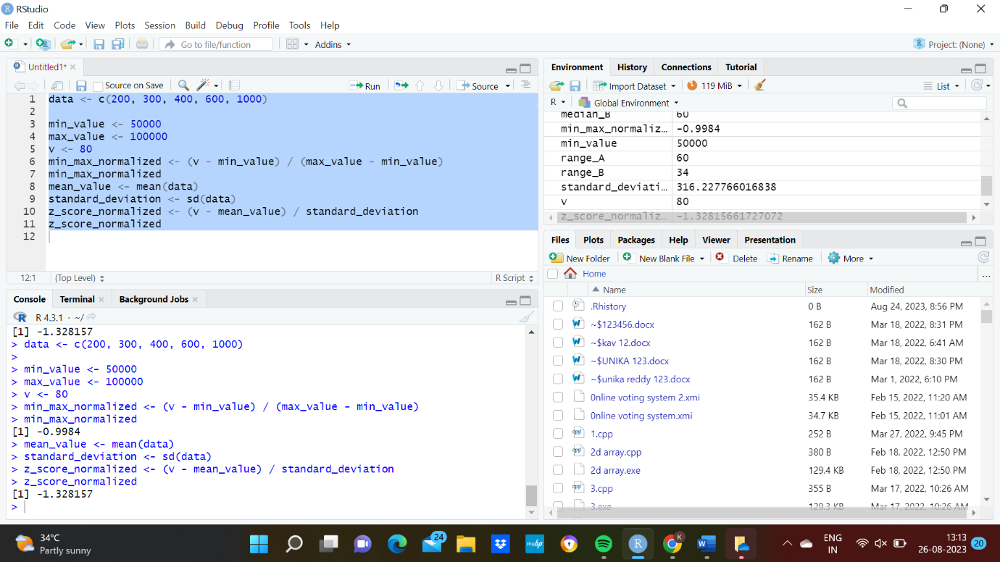 RStudio
File Edit Code View Plots Session Build Debug Profile Tools Help
Go to file/function Addins Project: (None)
Untitled1*
Source on Save Run Source
1 data <- c(200, 300, 400, 600, 1000)
2
3 min_value <- 50000
4 max_value <- 100000
5 v <- 80
6 min_max_normalized <- (v - min_value) / (max_value - min_value)
7 min_max_normalized
8 mean_value <- mean(data)
9 standard_deviation <- sd(data)
10 z_score_normalized <- (v - mean_value) / standard_deviation
11 z_score_normalized
12
12:1 (Top Level) R Script
Console Terminal Background Jobs
R 4.3.1 · ~/
[1] -1.328157
> data <- c(200, 300, 400, 600, 1000)
>
> min_value <- 50000
> max_value <- 100000
> v <- 80
> min_max_normalized <- (v - min_value) / (max_value - min_value)
> min_max_normalized
[1] -0.9984
> mean_value <- mean(data)
> standard_deviation <- sd(data)
> z_score_normalized <- (v - mean_value) / standard_deviation
> z_score_normalized
[1] -1.328157
>
Environment History Connections Tutorial
Import Dataset 119 MiB List
R Global Environment
median_B 60
min_max_normaliz... -0.9984
min_value 50000
range_A 60
range_B 34
standard_deviati... 316.227766016838
v 80
z_score_normaliz... -1.32815661727072
Files Plots Packages Help Viewer Presentation
New Folder New Blank File Delete Rename More
Home ...
Name Size Modified
.Rhistory 0 B Aug 24, 2023, 8:56 PM
~$123456.docx 162 B Mar 18, 2022, 8:31 PM
~$kav 12.docx 162 B Mar 18, 2022, 6:41 AM
~$UNIKA 123.docx 162 B Mar 18, 2022, 8:30 PM
~$unika reddy 123.docx 162 B Mar 1, 2022, 6:10 PM
0nline voting system 2.xmi 35.4 KB Feb 15, 2022, 11:20 AM
0nline voting system.xmi 34.7 KB Feb 15, 2022, 11:01 AM
1.cpp 252 B Mar 27, 2022, 9:45 PM
2d array.cpp 380 B Feb 18, 2022, 12:50 PM
2d array.exe 129.4 KB Feb 18, 2022, 12:50 PM
3.cpp 355 B Mar 17, 2022, 10:26 AM
3.exe 129.3 KB Mar 17, 2022, 10:26 AM
34°C
Partly sunny
24
myhp
K
ENG
IN
13:13
26-08-2023
20